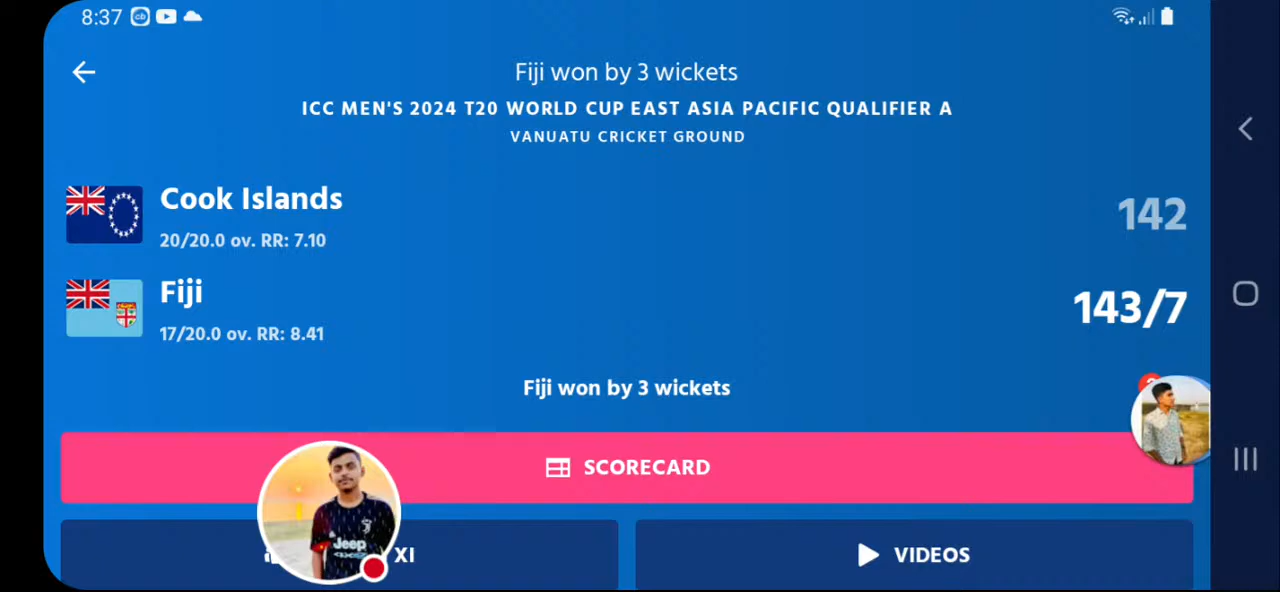 8:37
Fiji won by 3 wickets
ICC MEN'S 2024 T20 WORLD CUP EAST ASIA PACIFIC QUALIFIER A
VANUATU CRICKET GROUND
Cook Islands
142
20/20.0 ov. RR: 7.10
Fiji
143/7
17/20.0 ov. RR: 8.41
Fiji won by 3 wickets
SCORECARD
Jeep
XI
VIDEOS